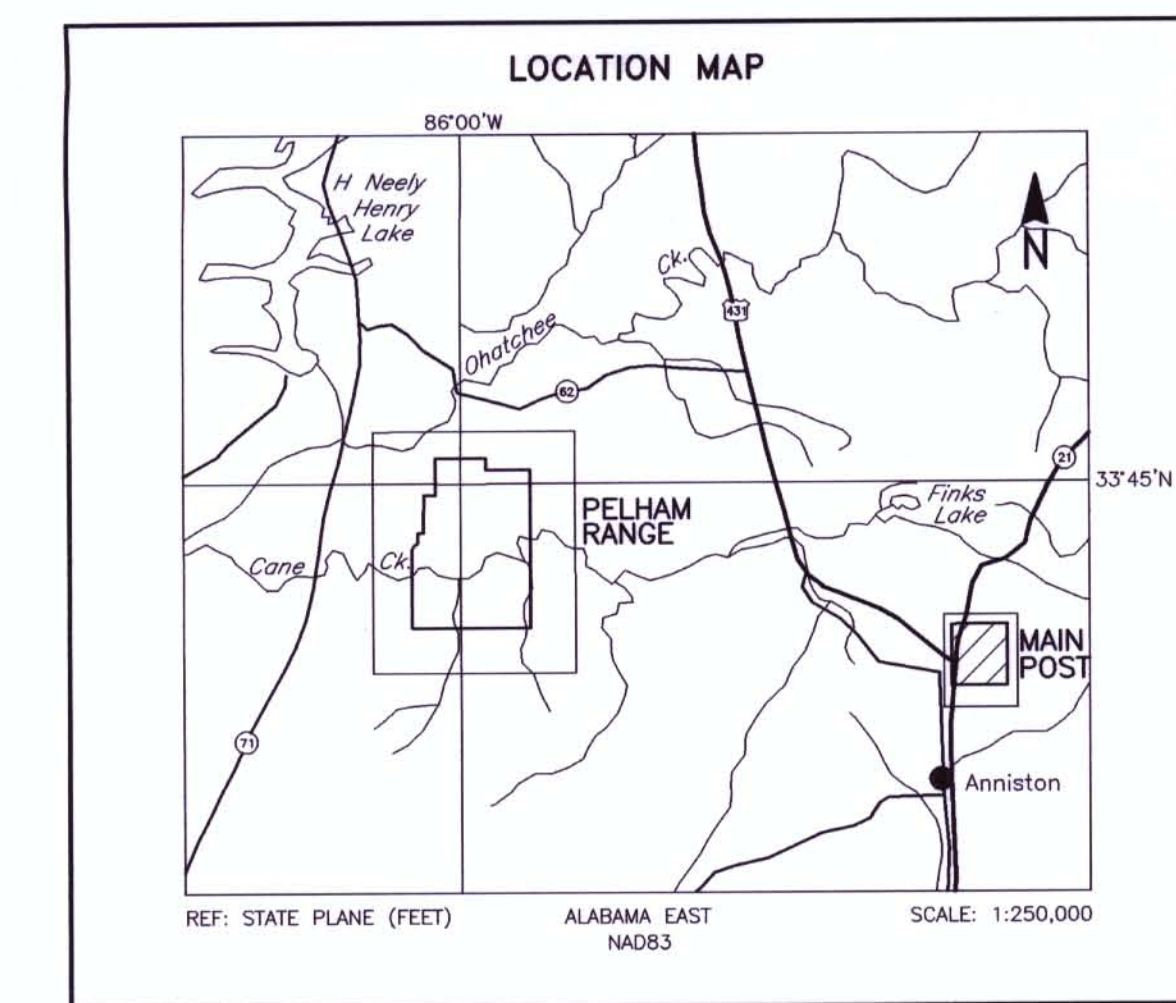 LOCATION MAP
86°00'W
H Neely
Henry
Lake
Ck.
431
Ohatchee
62
21
33°45'N
Finks
Lake
PELHAM
RANGE
Cane
Ck.
MAIN
POST
71
Anniston
N
REF: STATE PLANE (FEET)
ALABAMA EAST
NAD83
SCALE: 1:250,000